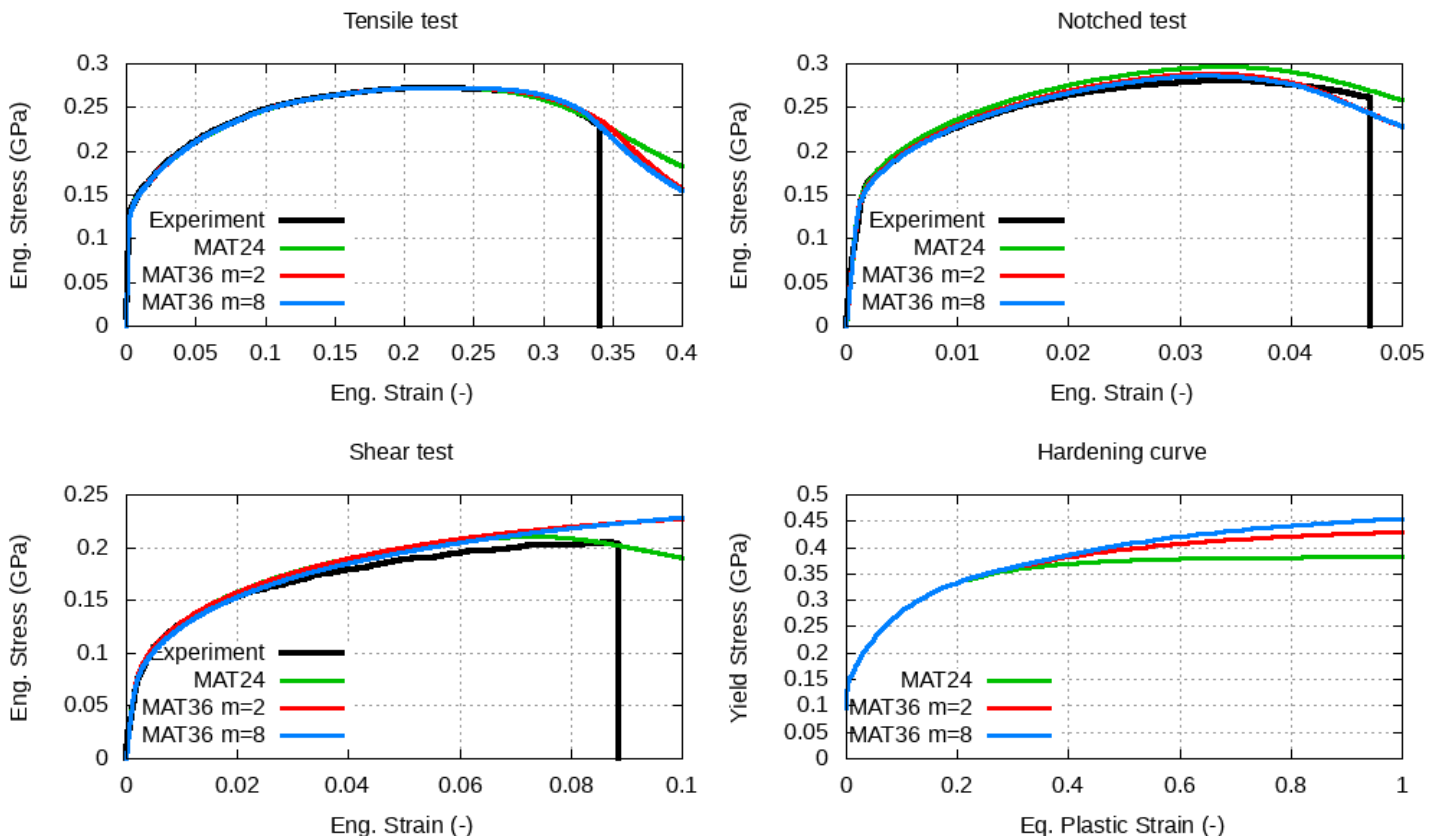 Tensile test
Eng. Stress (GPa)
0.3
0.25
0.2
0.15
0.1
0.05
0
Experiment
MAT24
MAT36 m=2
MAT36 m=8
0 0.05 0.1 0.15 0.2 0.25 0.3 0.35 0.4
Eng. Strain (-)
Notched test
Eng. Stress (GPa)
0.3
0.25
0.2
0.15
0.1
0.05
0
Experiment
MAT24
MAT36 m=2
MAT36 m=8
0 0.01 0.02 0.03 0.04 0.05
Eng. Strain (-)
Shear test
Eng. Stress (GPa)
0.25
0.2
0.15
0.1
0.05
0
Experiment
MAT24
MAT36 m=2
MAT36 m=8
0 0.02 0.04 0.06 0.08 0.1
Eng. Strain (-)
Hardening curve
Yield Stress (GPa)
0.5
0.45
0.4
0.35
0.3
0.25
0.2
0.15
0.1
0.05
0
MAT24
MAT36 m=2
MAT36 m=8
0 0.2 0.4 0.6 0.8 1
Eq. Plastic Strain (-)